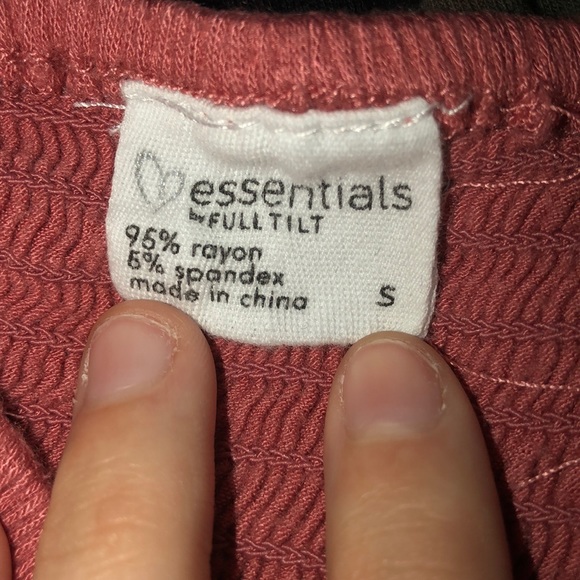 essentials
by FULL TILT
95% rayon
5% spandex
made in china
S